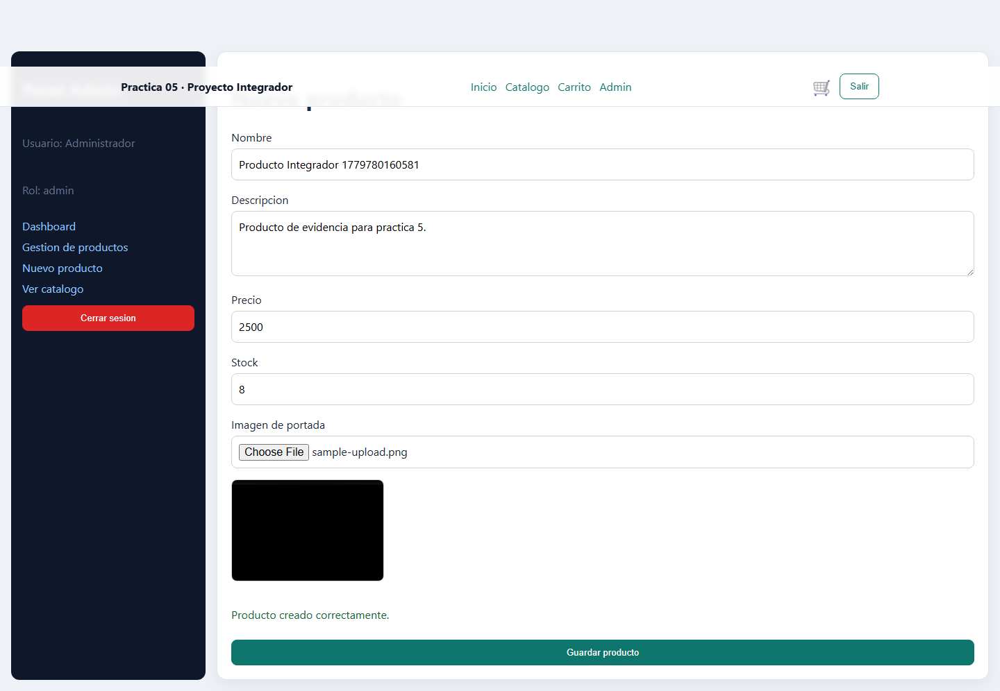 Practica 05 · Proyecto Integrador
Inicio Catalogo Carrito Admin
Salir
Usuario: Administrador
Rol: admin
Dashboard
Gestion de productos
Nuevo producto
Ver catalogo
Cerrar sesion
Nuevo producto
Nombre
Producto Integrador 1779780160581
Descripcion
Producto de evidencia para practica 5.
Precio
2500
Stock
8
Imagen de portada
Choose File sample-upload.png
Producto creado correctamente.
Guardar producto